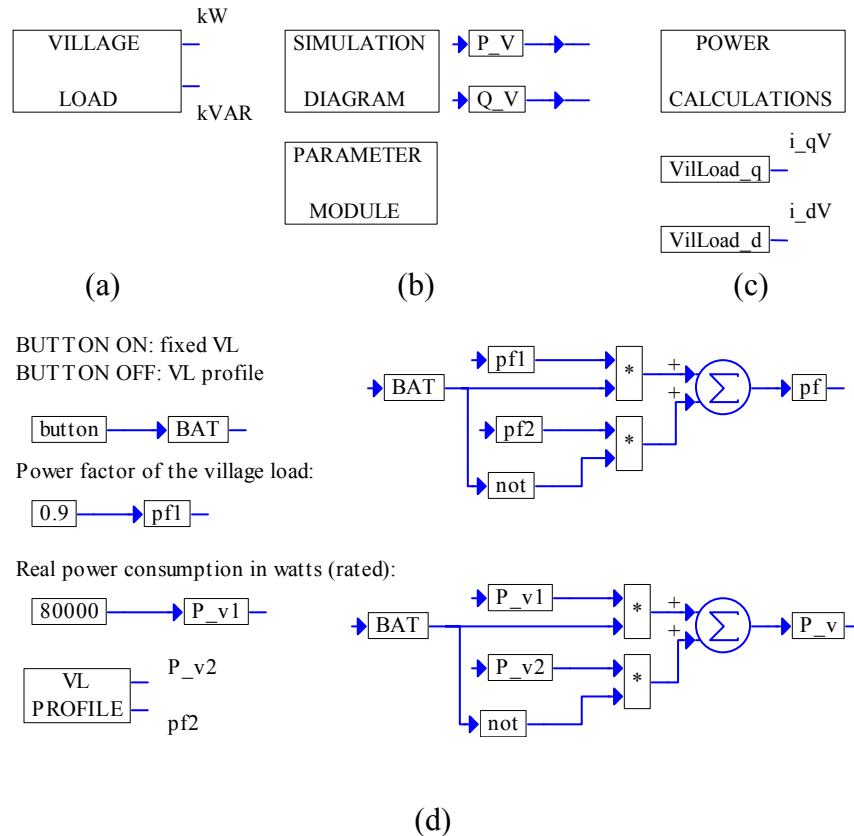 kW
VILLAGE
LOAD
kVAR
(a)
SIMULATION
DIAGRAM
P_V
Q_V
PARAMETER
MODULE
(b)
POWER
CALCULATIONS
i_qV
VilLoad_q
i_dV
VilLoad_d
(c)
BUTTON ON: fixed VL
BUTTON OFF: VL profile
button
BAT
Power factor of the village load:
0.9
pf1
BAT
pf1
*
pf2
*
not
+
+
Σ
pf
Real power consumption in watts (rated):
80000
P_v1
VL
PROFILE
P_v2
pf2
BAT
P_v1
*
P_v2
*
not
+
+
Σ
P_v
(d)